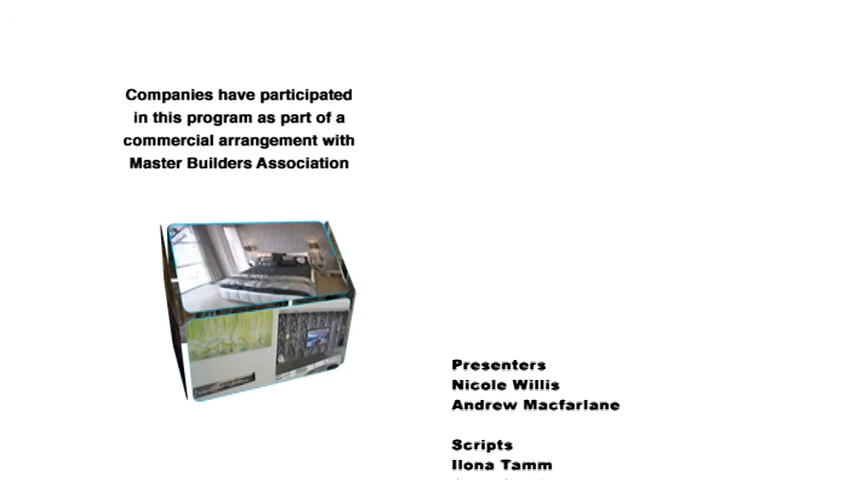 Companies have participated
in this program as part of a
commercial arrangement with
Master Builders Association
Presenters
Nicole Willis
Andrew Macfarlane
Scripts
Ilona Tamm